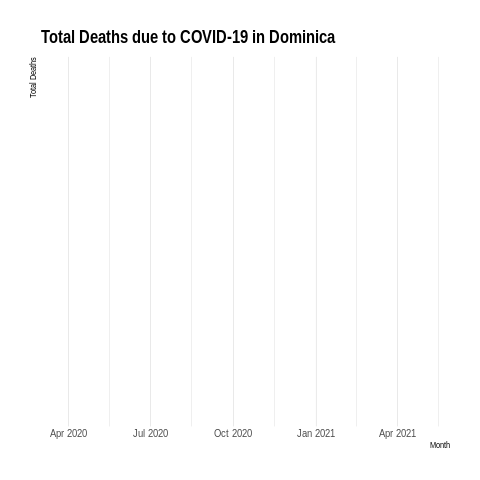 Total Deaths due to COVID-19 in Dominica
Total Deaths
Apr 2020
Jul 2020
Oct 2020
Jan 2021
Apr 2021
Month